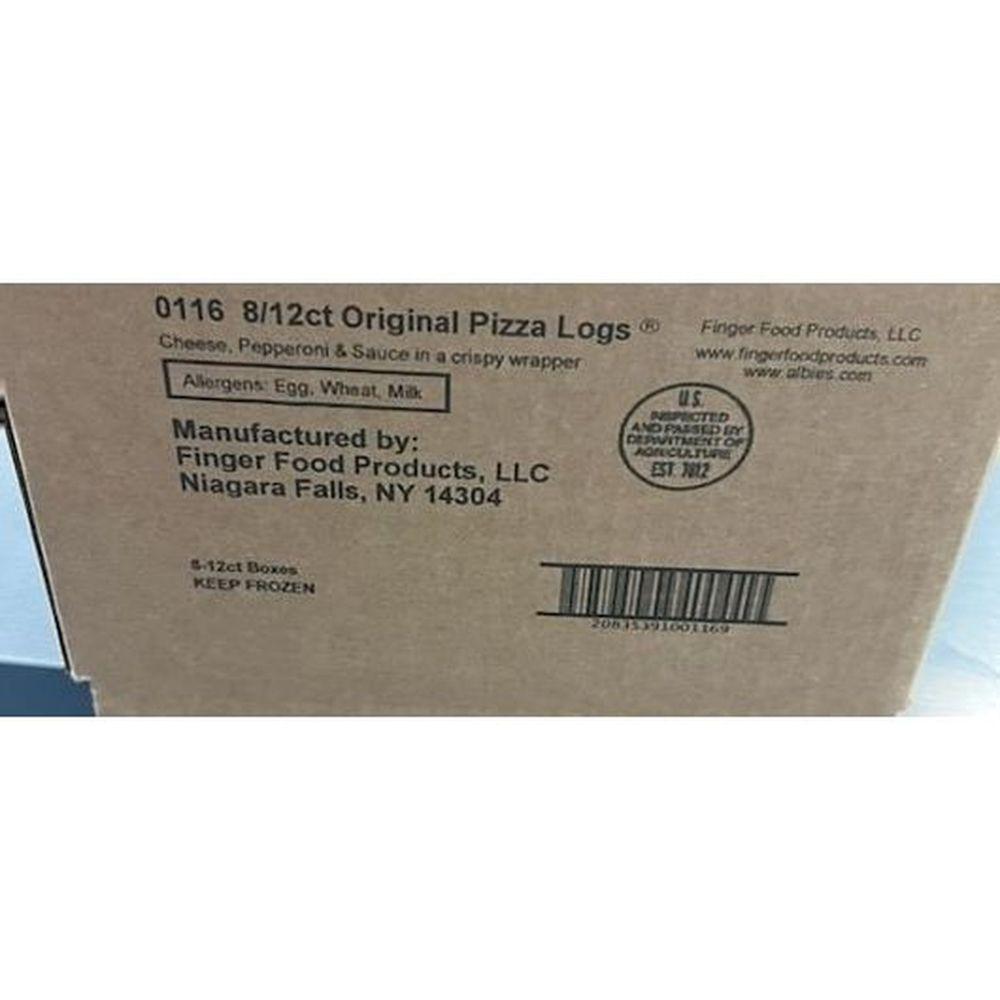 0116 8/12ct Original Pizza Logs ®
Cheese, Pepperoni & Sauce in a crispy wrapper
Allergens: Egg, Wheat, Milk
Manufactured by:
Finger Food Products, LLC
Niagara Falls, NY 14304
8-12ct Boxes
KEEP FROZEN
Finger Food Products, LLC
www.fingerfoodproducts.com
www.albies.com
U.S.
INSPECTED
AND PASSED BY
DEPARTMENT OF
AGRICULTURE
EST. 7812
20835391001169